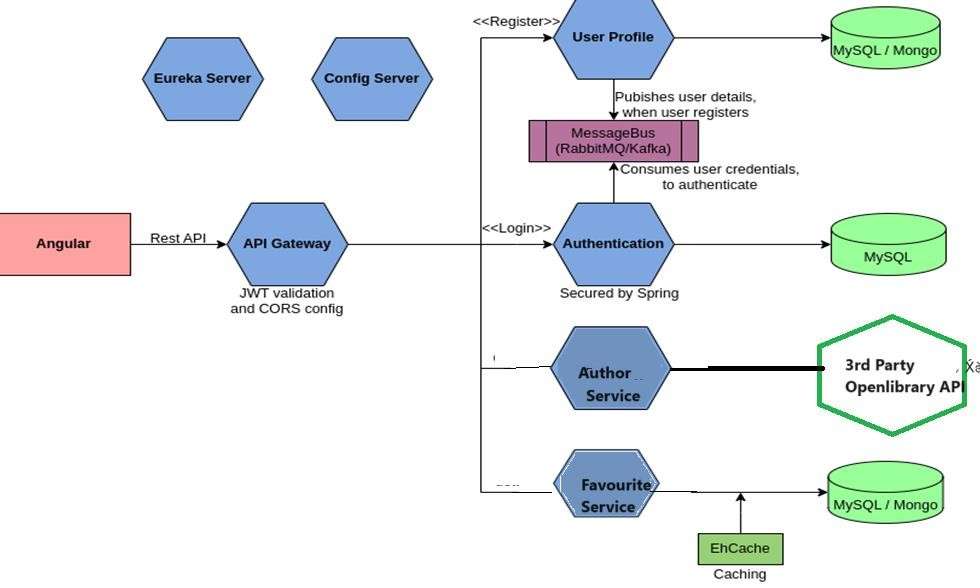 <<Register>>
User Profile
MySQL / Mongo
Eureka Server
Config Server
Pubishes user details,
when user registers
MessageBus
(RabbitMQ/Kafka)
Consumes user credentials,
to authenticate
Angular
Rest API
API Gateway
JWT validation
and CORS config
<<Login>>
Authentication
Secured by Spring
MySQL
Author
Service
3rd Party
Openlibrary API
Favourite
Service
MySQL / Mongo
EhCache
Caching